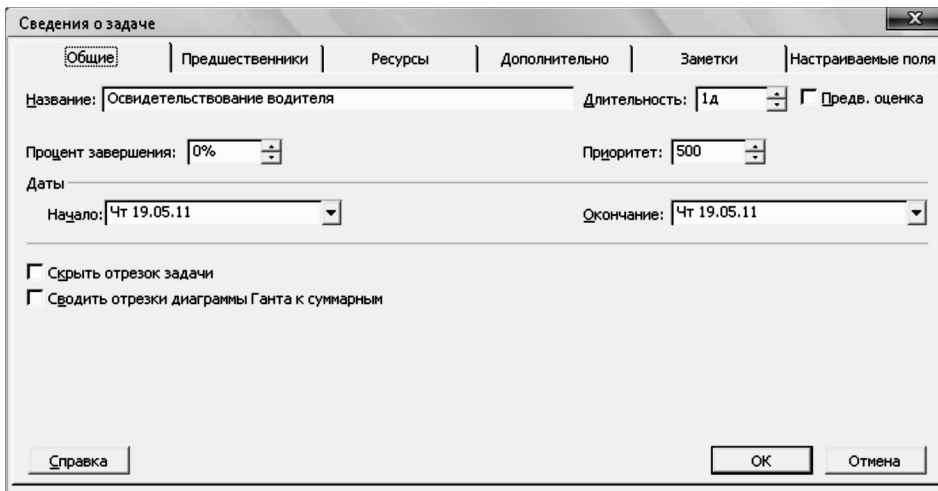 Сведения о задаче
Общие Предшественники Ресурсы Дополнительно Заметки Настраиваемые поля
Название: Освидетельствование водителя Длительность: 1д Предв. оценка
Процент завершения: 0% Приоритет: 500
Даты
Начало: Чт 19.05.11 Окончание: Чт 19.05.11
Скрыть отрезок задачи
Сводить отрезки диаграммы Ганта к суммарным
Справка ОК Отмена